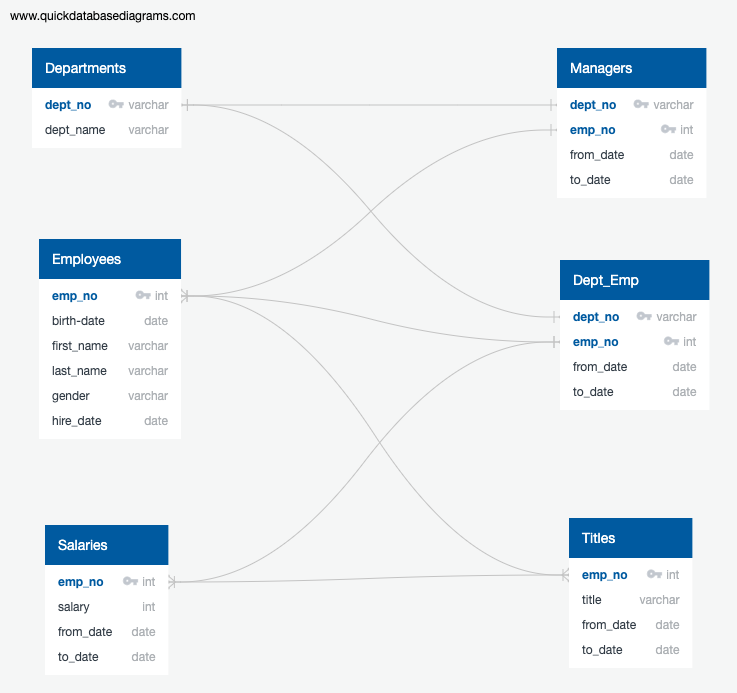 www.quickdatabasediagrams.com
Departments
dept_no varchar
dept_name varchar
Managers
dept_no varchar
emp_no int
from_date date
to_date date
Employees
emp_no int
birth-date date
first_name varchar
last_name varchar
gender varchar
hire_date date
Dept_Emp
dept_no varchar
emp_no int
from_date date
to_date date
Salaries
emp_no int
salary int
from_date date
to_date date
Titles
emp_no int
title varchar
from_date date
to_date date